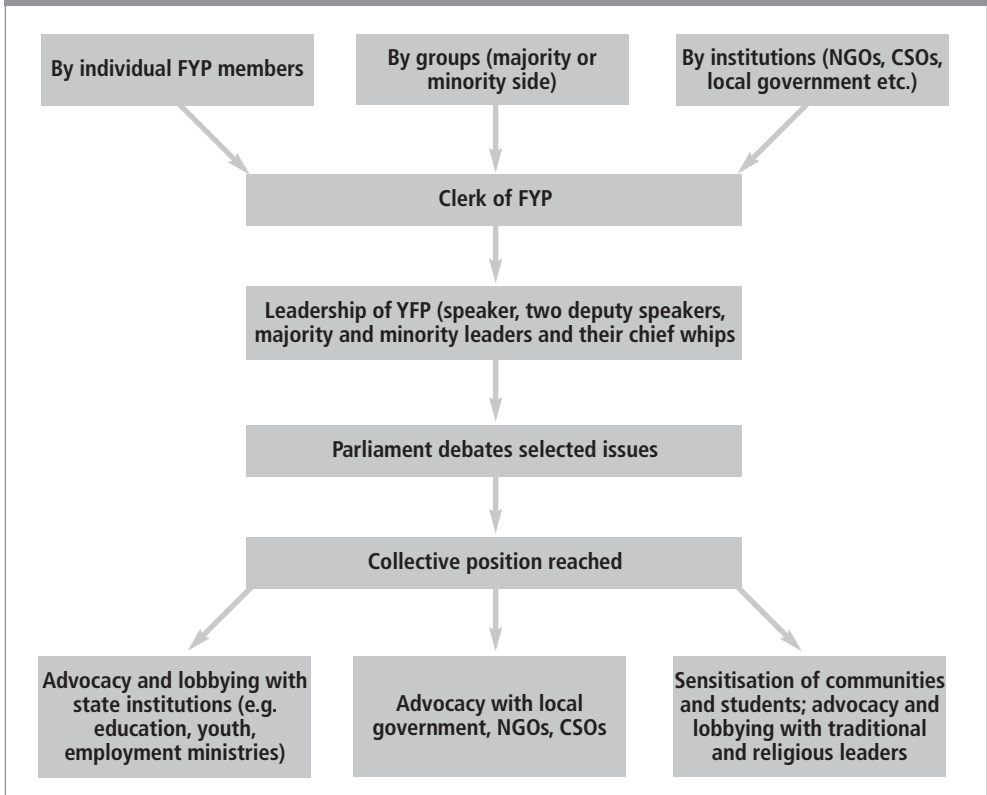 By individual FYP members
By groups (majority or
minority side)
By institutions (NGOs, CSOs,
local government etc.)
Clerk of FYP
Leadership of YFP (speaker, two deputy speakers,
majority and minority leaders and their chief whips
Parliament debates selected issues
Collective position reached
Advocacy and lobbying with
state institutions (e.g.
education, youth,
employment ministries)
Advocacy with local
government, NGOs, CSOs
Sensitisation of communities
and students; advocacy and
lobbying with traditional
and religious leaders